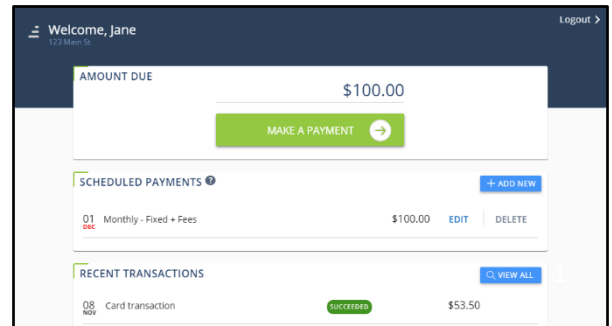 Welcome, Jane
123 Main St
Logout
AMOUNT DUE
$100.00
MAKE A PAYMENT
SCHEDULED PAYMENTS ?
+ ADD NEW
01 DEC Monthly - Fixed + Fees $100.00 EDIT DELETE
RECENT TRANSACTIONS
VIEW ALL
1
08 NOV Card transaction SUCCEEDED $53.50